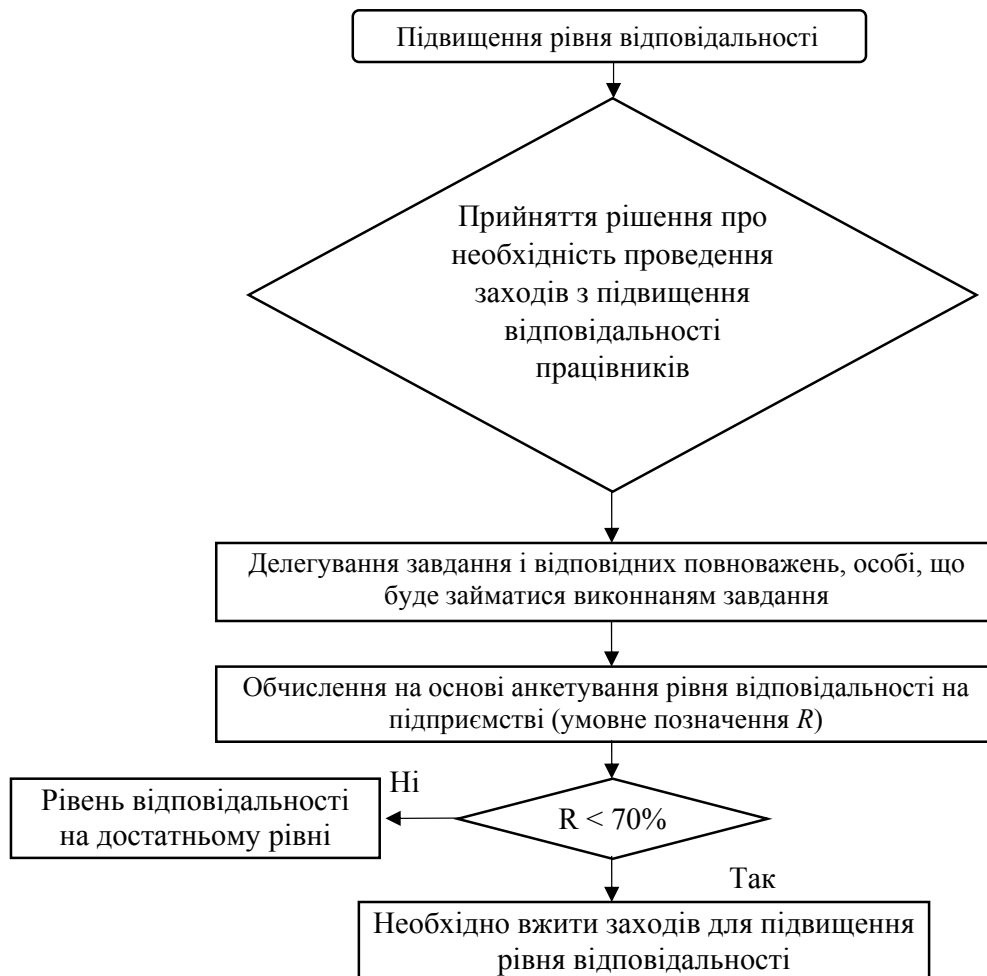 Підвищення рівня відповідальності
Прийняття рішення про
необхідність проведення
заходів з підвищення
відповідальності
працівників
Делегування завдання і відповідних повноважень, особі, що
буде займатися виконнаням завдання
Обчислення на основі анкетування рівня відповідальності на
підприємстві (умовне позначення R)
Ні
Рівень відповідальності
на достатньому рівні
R < 70%
Так
Необхідно вжити заходів для підвищення
рівня відповідальності